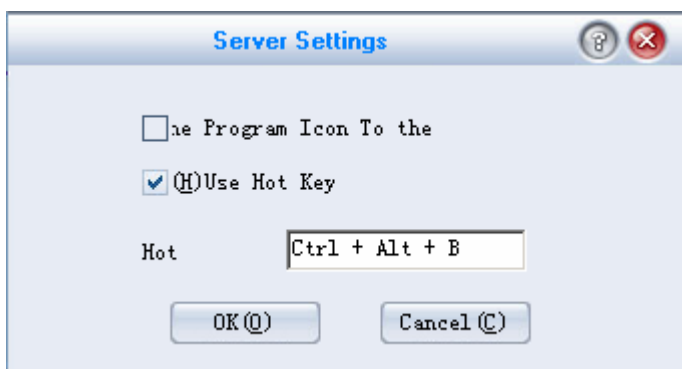 Server Settings
ne Program Icon To the
(H)Use Hot Key
Hot
Ctrl + Alt + B
OK(O)
Cancel(C)